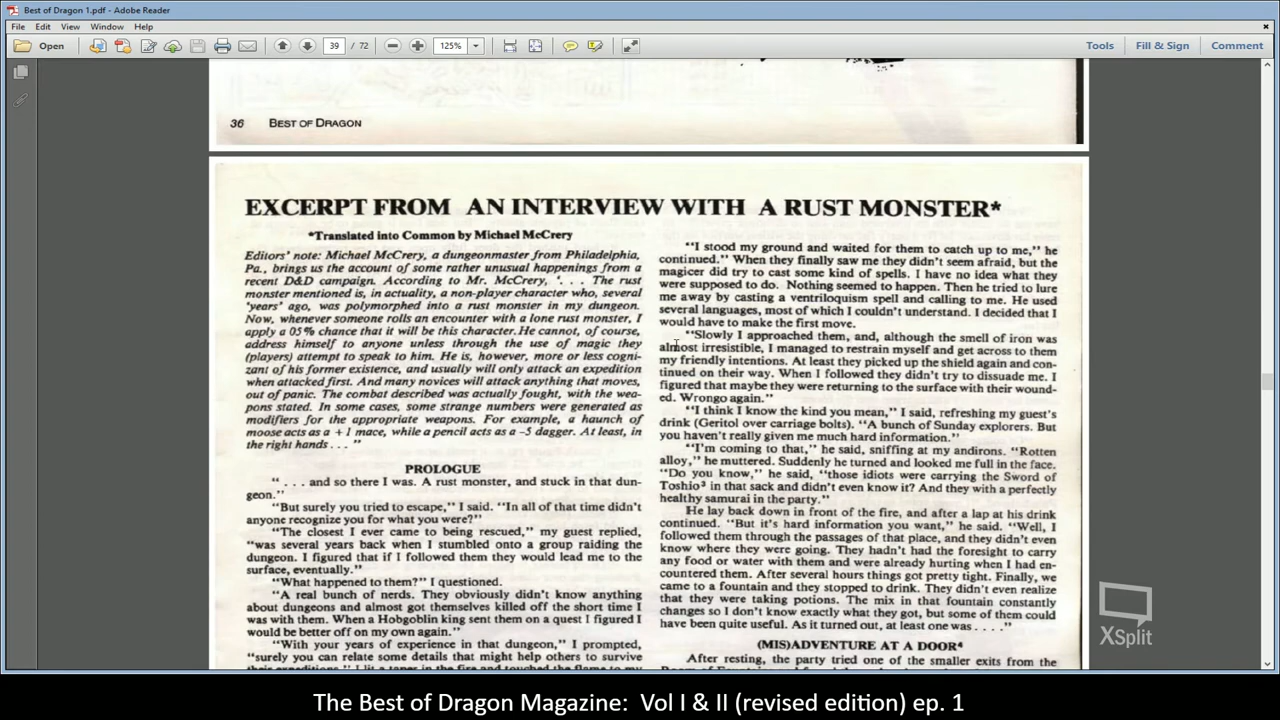 Best of Dragon 1.pdf - Adobe Reader
File Edit View Window Help
Open 39 / 72 125% Tools Fill & Sign Comment
36 BEST OF DRAGON
EXCERPT FROM AN INTERVIEW WITH A RUST MONSTER*
*Translated into Common by Michael McCrery
Editors' note: Michael McCrery, a dungeonmaster from Philadelphia,
Pa., brings us the account of some rather unusual happenings from a
recent D&D campaign. According to Mr. McCrery, '. . . The rust
monster mentioned is, in actuality, a non-player character who, several
'years' ago, was polymorphed into a rust monster in my dungeon.
Now, whenever someone rolls an encounter with a lone rust monster, I
apply a 05% chance that it will be this character. He cannot, of course,
address himself to anyone unless through the use of magic they
(players) attempt to speak to him. He is, however, more or less cogni-
zant of his former existence, and usually will only attack an expedition
when attacked first. And many novices will attack anything that moves,
out of panic. The combat described was actually fought, with the wea-
pons stated. In some cases, some strange numbers were generated as
modifiers for the appropriate weapons. For example, a haunch of
moose acts as a +1 mace, while a pencil acts as a -5 dagger. At least, in
the right hands . . . "
PROLOGUE
" . . . and so there I was. A rust monster, and stuck in that dun-
geon."
"But surely you tried to escape," I said. "In all of that time didn't
anyone recognize you for what you were?"
"The closest I ever came to being rescued," my guest replied,
"was several years back when I stumbled onto a group raiding the
dungeon. I figured that if I followed them they would lead me to the
surface, eventually."
"What happened to them?" I questioned.
"A real bunch of nerds. They obviously didn't know anything
about dungeons and almost got themselves killed off the short time I
was with them. When a Hobgoblin king sent them on a quest I figured I
would be better off on my own again."
"With your years of experience in that dungeon," I prompted,
"surely you can relate some details that might help others to survive
their expeditions." I lit a taper in the fire and touched the flame to my
"I stood my ground and waited for them to catch up to me," he
continued." When they finally saw me they didn't seem afraid, but the
magicer did try to cast some kind of spells. I have no idea what they
were supposed to do. Nothing seemed to happen. Then he tried to lure
me away by casting a ventriloquism spell and calling to me. He used
several languages, most of which I couldn't understand. I decided that I
would have to make the first move.
"Slowly I approached them, and, although the smell of iron was
almost irresistible, I managed to restrain myself and get across to them
my friendly intentions. At least they picked up the shield again and con-
tinued on their way. When I followed they didn't try to dissuade me. I
figured that maybe they were returning to the surface with their wound-
ed. Wrongo again."
"I think I know the kind you mean," I said, refreshing my guest's
drink (Geritol over carriage bolts). "A bunch of Sunday explorers. But
you haven't really given me much hard information."
"I'm coming to that," he said, sniffing at my andirons. "Rotten
alloy," he muttered. Suddenly he turned and looked me full in the face.
"Do you know," he said, "those idiots were carrying the Sword of
Toshio³ in that sack and didn't even know it? And they with a perfectly
healthy samurai in the party."
He lay back down in front of the fire, and after a lap at his drink
continued. "But it's hard information you want," he said. "Well, I
followed them through the passages of that place, and they didn't even
know where they were going. They hadn't had the foresight to carry
any food or water with them and were already hurting when I had en-
countered them. After several hours things got pretty tight. Finally, we
came to a fountain and they stopped to drink. They didn't even realize
that they were taking potions. The mix in that fountain constantly
changes so I don't know exactly what they got, but some of them could
have been quite useful. As it turned out, at least one was . . . ."
(MIS)ADVENTURE AT A DOOR⁴
After resting, the party tried one of the smaller exits from the
Room of Fountains
XSplit
The Best of Dragon Magazine: Vol I & II (revised edition) ep. 1